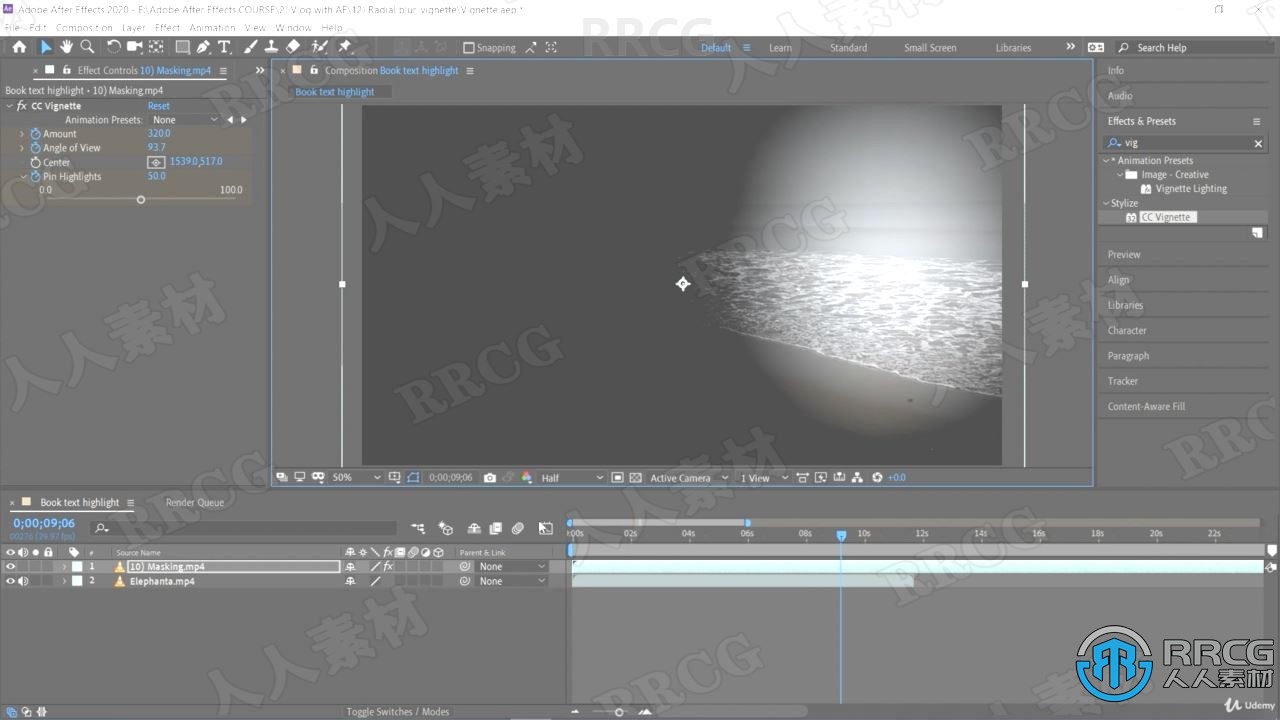 Adobe After Effects 2020 - E:\Adobe After Effects COURSE\2. Vlog with AE\12) Radial blur, vignette\Vignette.aep *
File Edit Composition Layer Effect Animation View Window Help
Snapping
Default
Learn
Standard
Small Screen
Libraries
Search Help
Effect Controls 10) Masking.mp4
Composition Book text highlight
Info
Book text highlight • 10) Masking.mp4
Book text highlight
Audio
fx CC Vignette Reset
Animation Presets: None
Amount 320.0
Angle of View 93.7
Center 1539.0,517.0
Pin Highlights 50.0
0.0 100.0
Effects & Presets
vig
* Animation Presets
Image - Creative
Vignette Lighting
Stylize
CC Vignette
Preview
Align
Libraries
Character
Paragraph
Tracker
Content-Aware Fill
50%
0;00;09;06
Half
Active Camera
1 View
+0.0
Book text highlight
Render Queue
0;00;09;06
00276 (29.97 fps)
:00s 02s 04s 06s 08s 10s 12s 14s 16s 18s 20s 22s
# Source Name
Parent & Link
1 10) Masking.mp4 None
2 Elephanta.mp4 None
Toggle Switches / Modes
RRCG
人人素材
Udemy